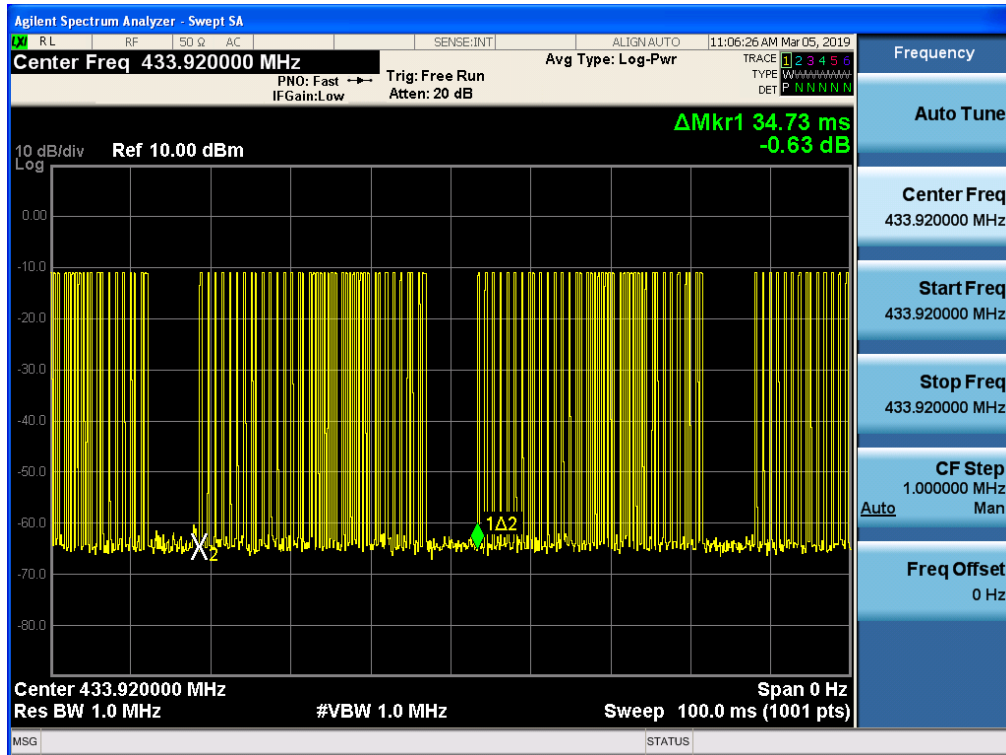 Agilent Spectrum Analyzer - Swept SA
LXI RL RF 50 Ω AC SENSE:INT ALIGN AUTO 11:06:26 AM Mar 05, 2019
Center Freq 433.920000 MHz
PNO: Fast
IFGain:Low
Trig: Free Run
Atten: 20 dB
Avg Type: Log-Pwr
TRACE 1 2 3 4 5 6
TYPE W
DET P N N N N N
ΔMkr1 34.73 ms
-0.63 dB
10 dB/div Ref 10.00 dBm
Log
0.00
-10.0
-20.0
-30.0
-40.0
-50.0
-60.0
-70.0
-80.0
1Δ2
2
Center 433.920000 MHz Span 0 Hz
Res BW 1.0 MHz #VBW 1.0 MHz Sweep 100.0 ms (1001 pts)
MSG STATUS
Frequency
Auto Tune
Center Freq
433.920000 MHz
Start Freq
433.920000 MHz
Stop Freq
433.920000 MHz
CF Step
1.000000 MHz
Auto Man
Freq Offset
0 Hz